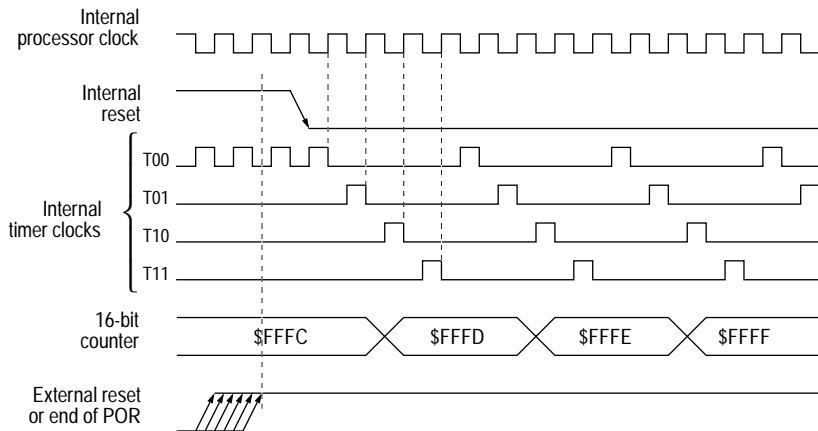 Internal
processor clock
Internal
reset
T00
T01
Internal
timer clocks
T10
T11
16-bit
counter
$FFFC
$FFFD
$FFFE
$FFFF
External reset
or end of POR